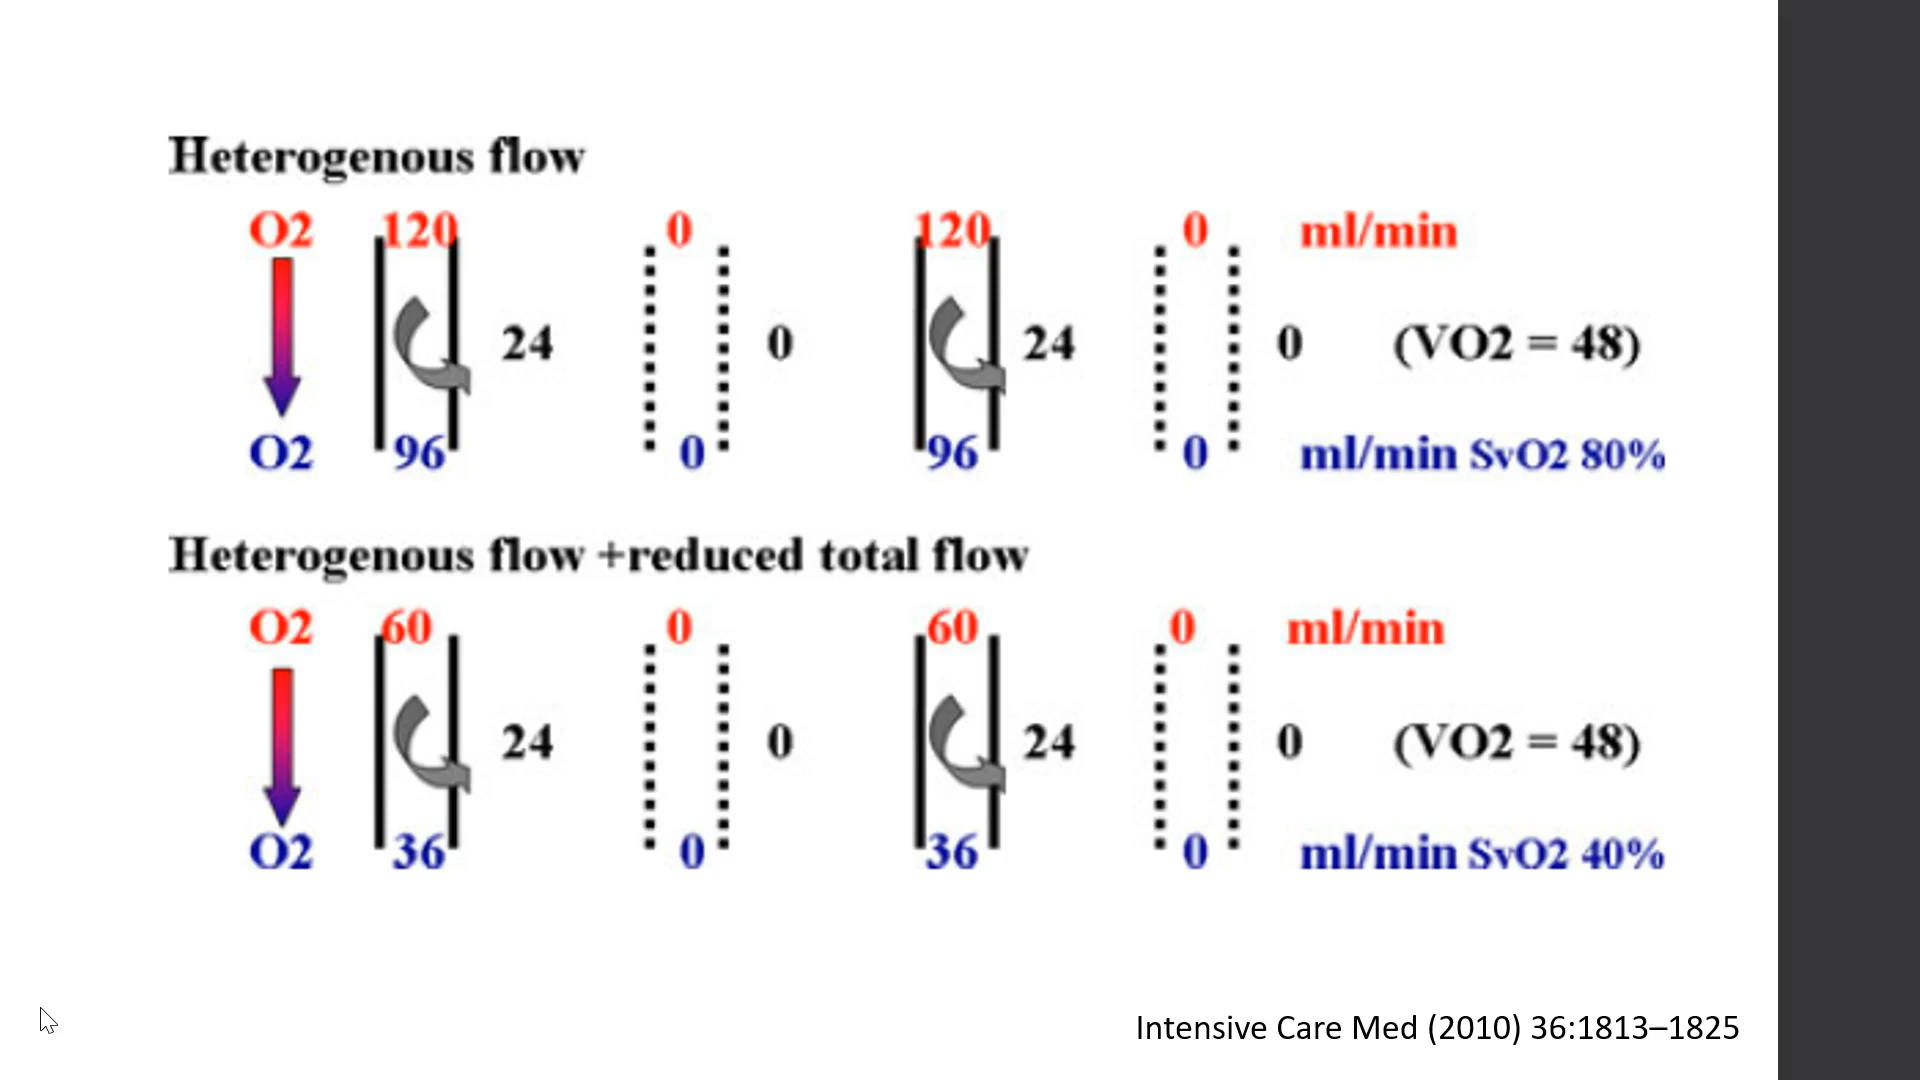 Heterogenous flow
O2 120 0 120 0 ml/min
24 0 24 0 (VO2 = 48)
O2 96 0 96 0 ml/min SvO2 80%
Heterogenous flow +reduced total flow
O2 60 0 60 0 ml/min
24 0 24 0 (VO2 = 48)
O2 36 0 36 0 ml/min SvO2 40%
Intensive Care Med (2010) 36:1813–1825